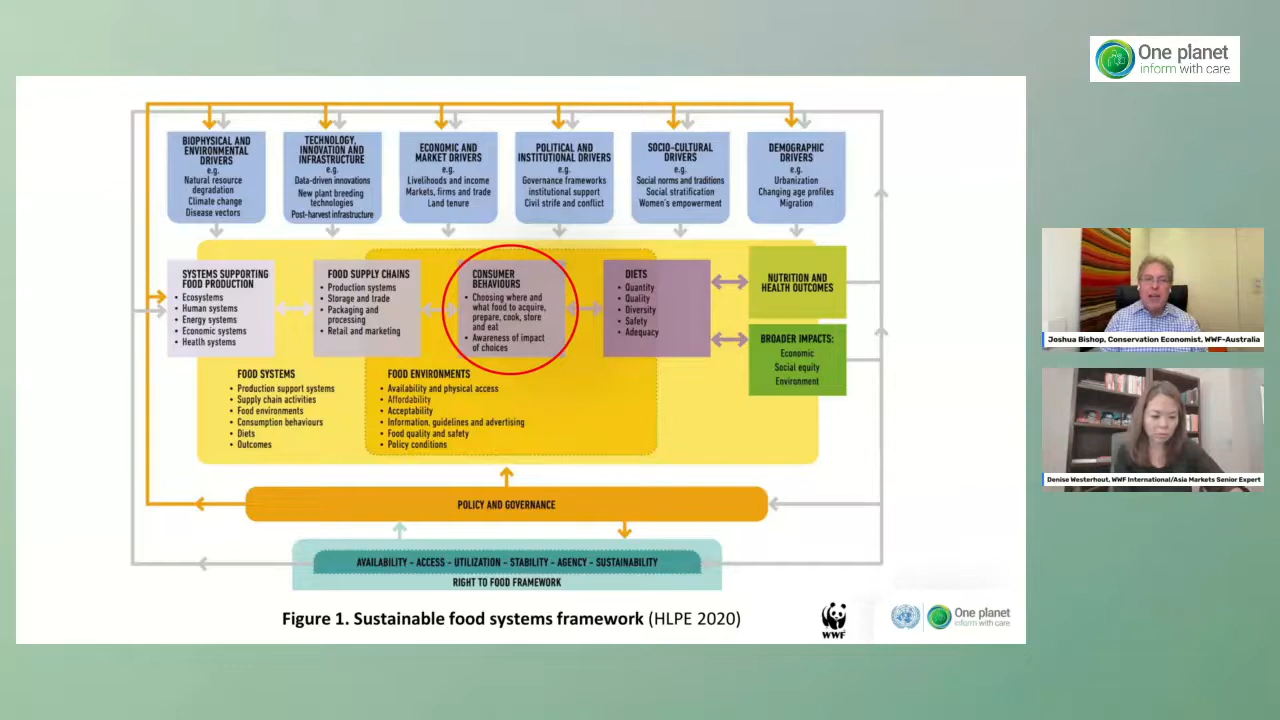 One planet
inform with care
BIOPHYSICAL AND
ENVIRONMENTAL
DRIVERS
e.g.
Natural resource
degradation
Climate change
Disease vectors
TECHNOLOGY,
INNOVATION AND
INFRASTRUCTURE
e.g.
Data-driven innovations
New plant breeding
technologies
Post-harvest infrastructure
ECONOMIC AND
MARKET DRIVERS
e.g.
Livelihoods and income
Markets, firms and trade
Land tenure
POLITICAL AND
INSTITUTIONAL DRIVERS
e.g.
Governance frameworks
institutional support
Civil strife and conflict
SOCIO-CULTURAL
DRIVERS
e.g.
Social norms and traditions
Social stratification
Women's empowerment
DEMOGRAPHIC
DRIVERS
e.g.
Urbanization
Changing age profiles
Migration
SYSTEMS SUPPORTING
FOOD PRODUCTION
• Ecosystems
• Human systems
• Energy systems
• Economic systems
• Health systems
FOOD SUPPLY CHAINS
• Production systems
• Storage and trade
• Packaging and
processing
• Retail and marketing
CONSUMER
BEHAVIOURS
• Choosing where and
what food to acquire,
prepare, cook, store
and eat
• Awareness of impact
of choices
DIETS
• Quantity
• Quality
• Diversity
• Safety
• Adequacy
NUTRITION AND
HEALTH OUTCOMES
BROADER IMPACTS:
Economic
Social equity
Environment
FOOD SYSTEMS
• Production support systems
• Supply chain activities
• Food environments
• Consumption behaviours
• Diets
• Outcomes
FOOD ENVIRONMENTS
• Availability and physical access
• Affordability
• Acceptability
• Information, guidelines and advertising
• Food quality and safety
• Policy conditions
POLICY AND GOVERNANCE
AVAILABILITY – ACCESS – UTILIZATION – STABILITY – AGENCY – SUSTAINABILITY
RIGHT TO FOOD FRAMEWORK
Figure 1. Sustainable food systems framework (HLPE 2020)
WWF
One planet
inform with care
Joshua Bishop, Conservation Economist, WWF-Australia
Denise Westerhout, WWF International/Asia Markets Senior Expert